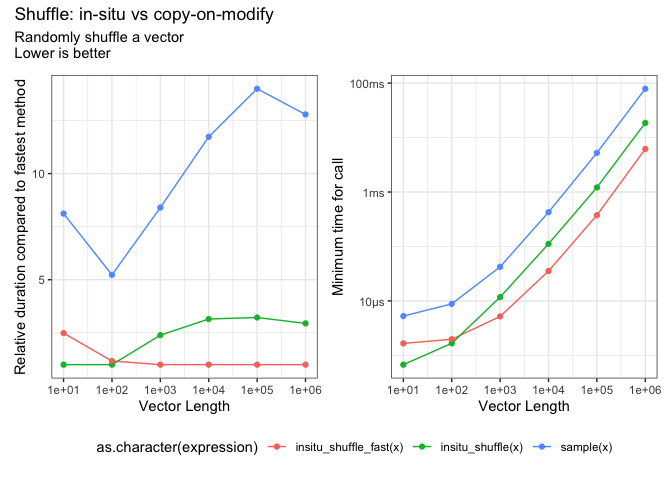 Shuffle: in-situ vs copy-on-modify
Randomly shuffle a vector
Lower is better
Relative duration compared to fastest method
10
5
1e+01 1e+02 1e+03 1e+04 1e+05 1e+06
Vector Length
Minimum time for call
100ms
1ms
10µs
1e+01 1e+02 1e+03 1e+04 1e+05 1e+06
Vector Length
as.character(expression) insitu_shuffle_fast(x) insitu_shuffle(x) sample(x)